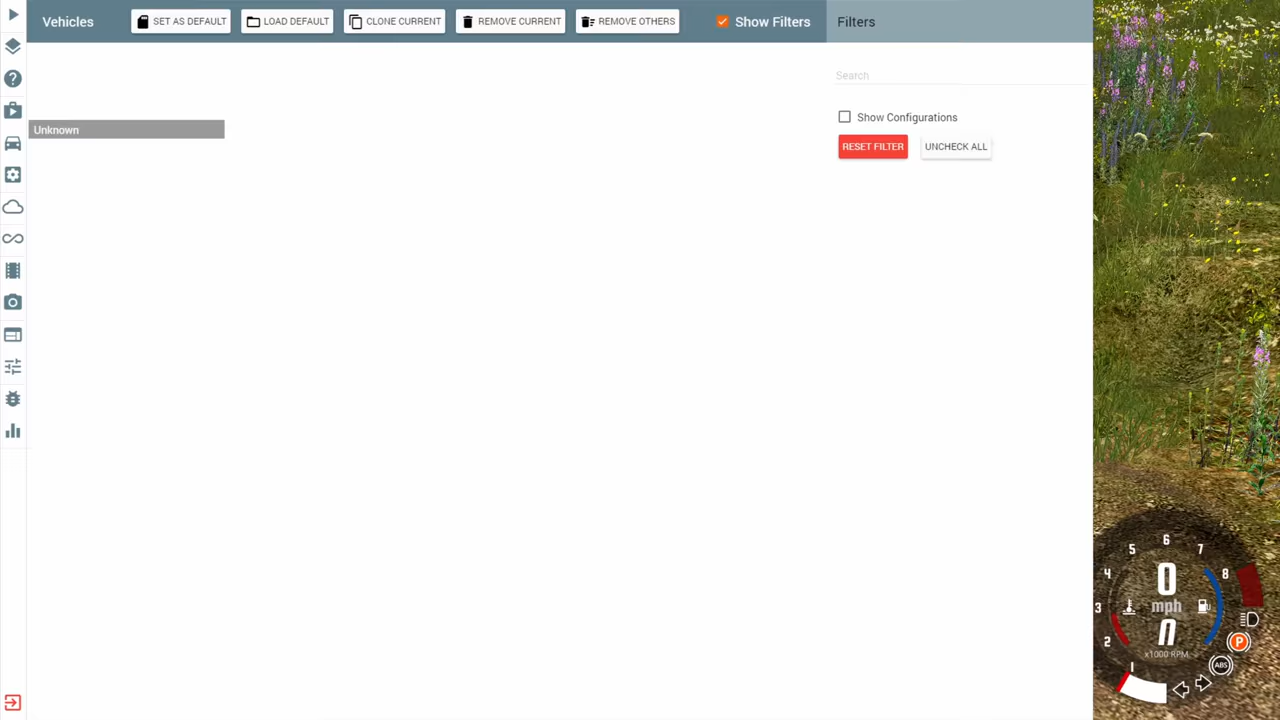 Vehicles
SET AS DEFAULT
LOAD DEFAULT
CLONE CURRENT
REMOVE CURRENT
REMOVE OTHERS
Show Filters
Filters
Search
Show Configurations
Unknown
RESET FILTER
UNCHECK ALL
6
5 7
4 8
0
3 mph
2 n
x1000 RPM
P
1
ABS